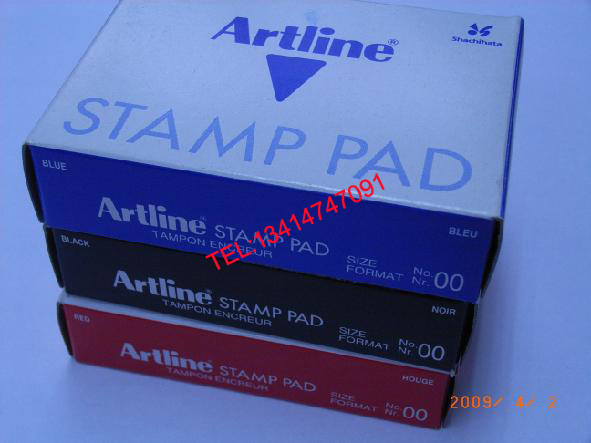 Artline®
Shachihata
STAMP PAD
BLUE
Artline® STAMP PAD
TAMPON ENCREUR
SIZE No. 00
FORMAT Nr.
BLEU
TEL:13414747091
BLACK
Artline® STAMP PAD
TAMPON ENCREUR
SIZE No. 00
FORMAT Nr.
NOIR
RED
Artline® STAMP PAD
TAMPON ENCREUR
SIZE No. 00
FORMAT Nr.
ROUGE
2009/ 4/ 2